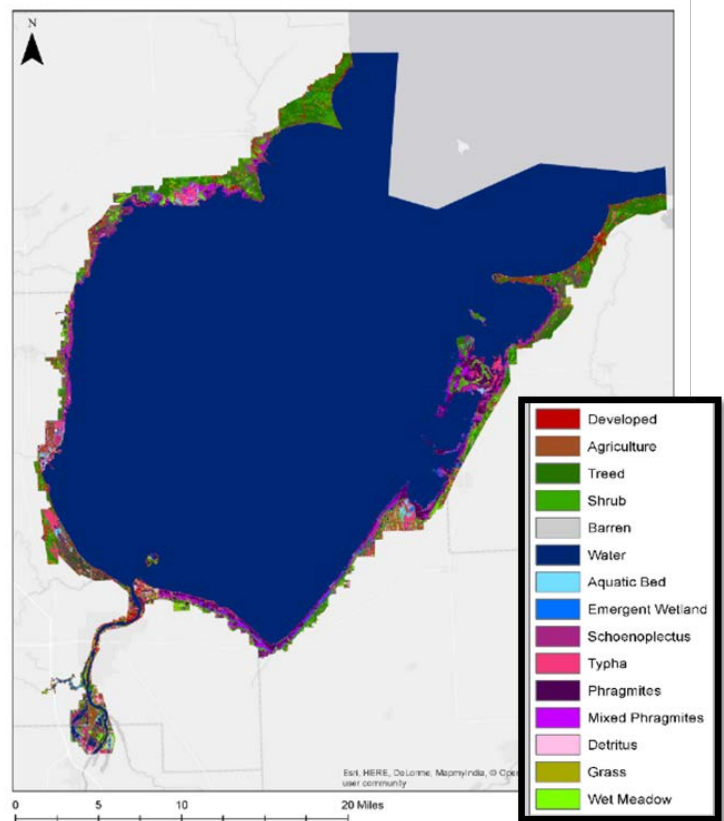 N
Developed
Agriculture
Treed
Shrub
Barren
Water
Aquatic Bed
Emergent Wetland
Schoenoplectus
Typha
Phragmites
Mixed Phragmites
Detritus
Grass
Wet Meadow
Esri, HERE, DeLorme, MapmyIndia, ©
user community
0 5 10 20 Miles